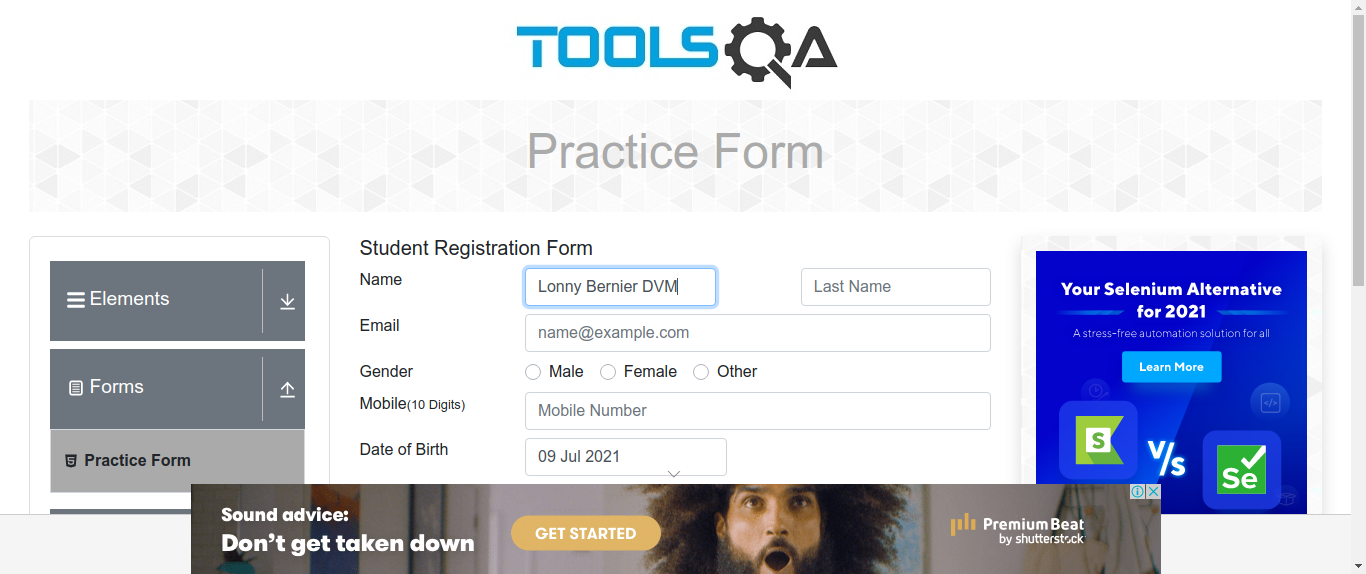 TOOLSQA
Practice Form
Elements
Forms
Practice Form
Student Registration Form
Name
Lonny Bernier DVM
Last Name
Email
name@example.com
Gender
Male
Female
Other
Mobile(10 Digits)
Mobile Number
Date of Birth
09 Jul 2021
Your Selenium Alternative
for 2021
A stress-free automation solution for all
Learn More
S
V/s
Se
Sound advice:
Don't get taken down
GET STARTED
PremiumBeat
by shutterstock